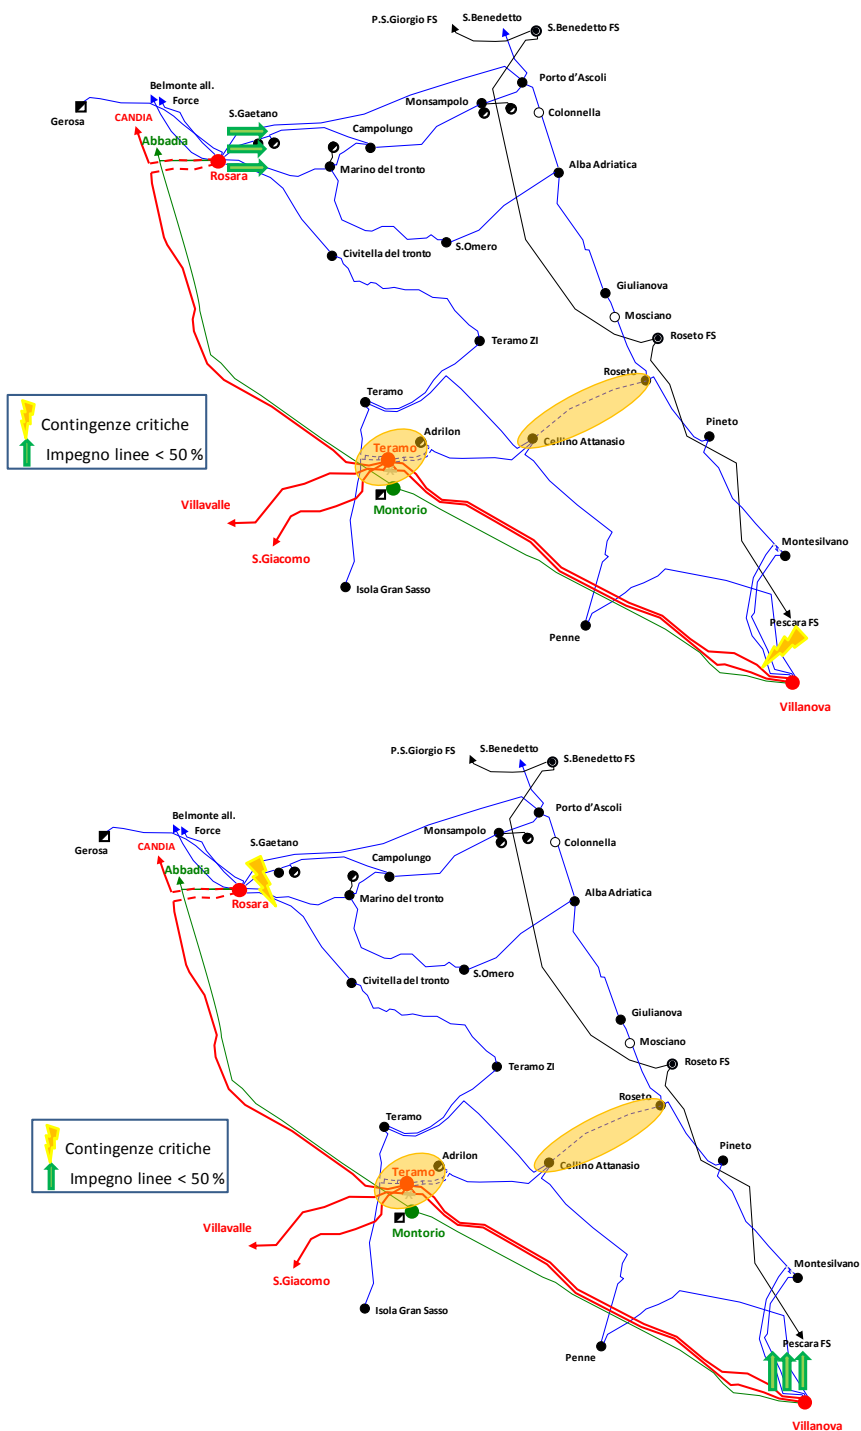 P.S.Giorgio FS
S.Benedetto
S.Benedetto FS
Belmonte all.
Force
Porto d'Ascoli
Gerosa
CANDIA
S.Gaetano
Monsampolo
Colonnella
Abbadia
Campolungo
Rosara
Marino del tronto
Alba Adriatica
Civitella del tronto
S.Omero
Giulianova
Mosciano
Teramo ZI
Roseto FS
Roseto
Teramo
Contingenze critiche
Impegno linee < 50 %
Adrilon
Pineto
Teramo
Cellino Attanasio
Villavalle
Montorio
S.Giacomo
Montesilvano
Isola Gran Sasso
Penne
Pescara FS
Villanova
P.S.Giorgio FS
S.Benedetto
S.Benedetto FS
Belmonte all.
Force
Porto d'Ascoli
Gerosa
CANDIA
S.Gaetano
Monsampolo
Colonnella
Abbadia
Campolungo
Rosara
Marino del tronto
Alba Adriatica
Civitella del tronto
S.Omero
Giulianova
Mosciano
Teramo ZI
Roseto FS
Roseto
Teramo
Contingenze critiche
Impegno linee < 50 %
Adrilon
Pineto
Teramo
Cellino Attanasio
Villavalle
Montorio
S.Giacomo
Montesilvano
Isola Gran Sasso
Penne
Pescara FS
Villanova